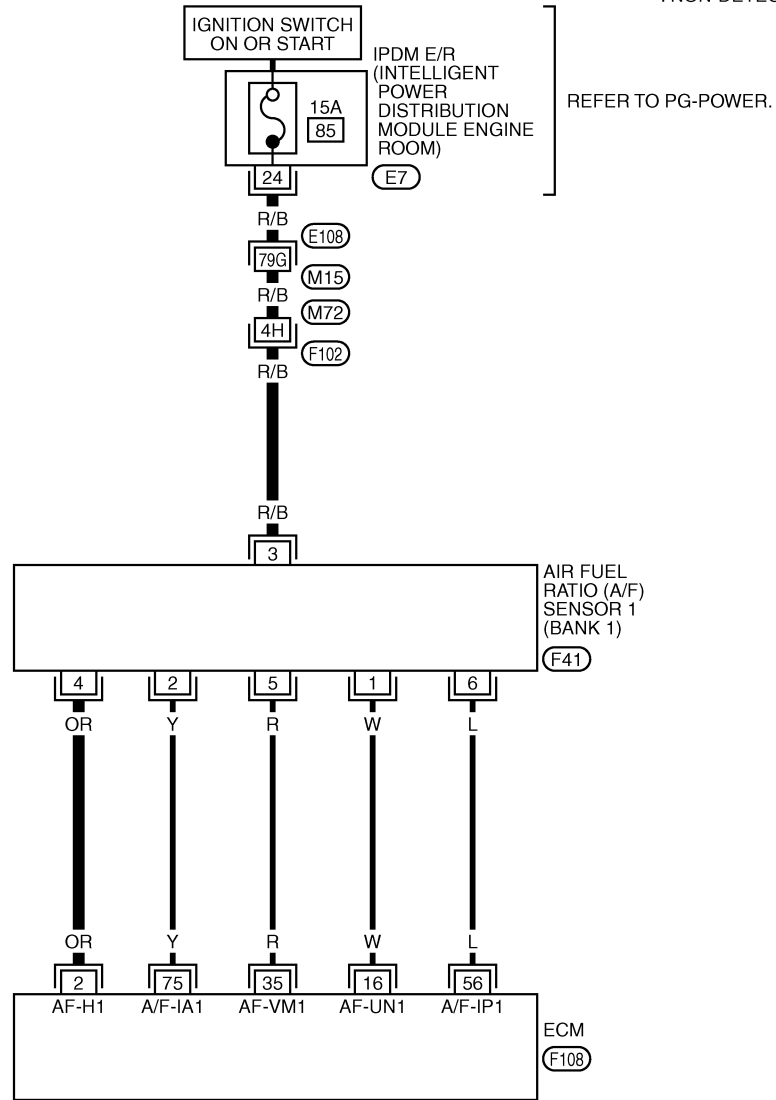 IGNITION SWITCH
ON OR START
IPDM E/R
(INTELLIGENT
POWER
DISTRIBUTION
MODULE ENGINE
ROOM)
REFER TO PG-POWER.
15A
85
24
E7
R/B
E108
79G
M15
R/B
M72
4H
F102
R/B
R/B
3
AIR FUEL
RATIO (A/F)
SENSOR 1
(BANK 1)
F41
4 2 5 1 6
OR Y R W L
OR Y R W L
2 75 35 16 56
AF-H1 A/F-IA1 AF-VM1 AF-UN1 A/F-IP1
ECM
F108